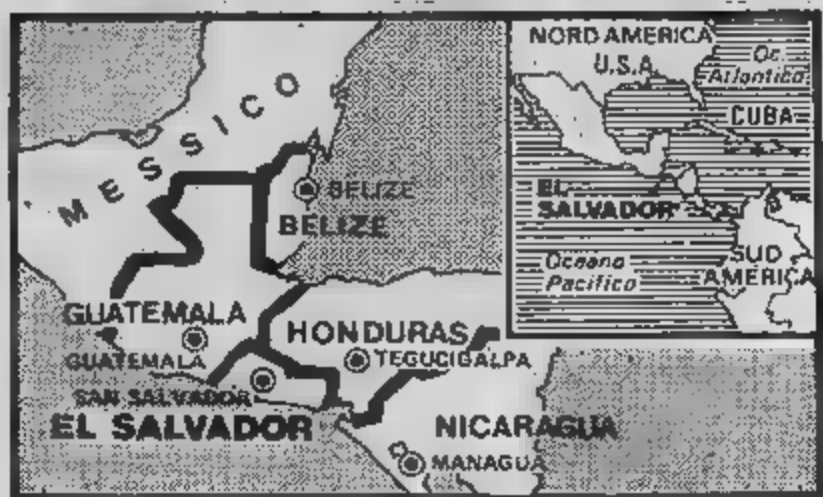 MESSICO
BELIZE
BELIZE
GUATEMALA
GUATEMALA
HONDURAS
TEGUCIGALPA
SAN SALVADOR
EL SALVADOR
NICARAGUA
MANAGUA
NORD AMERICA
U.S.A.
Oc.
Atlantico
CUBA
EL
SALVADOR
Oceano
Pacifico
SUD
AMERICA